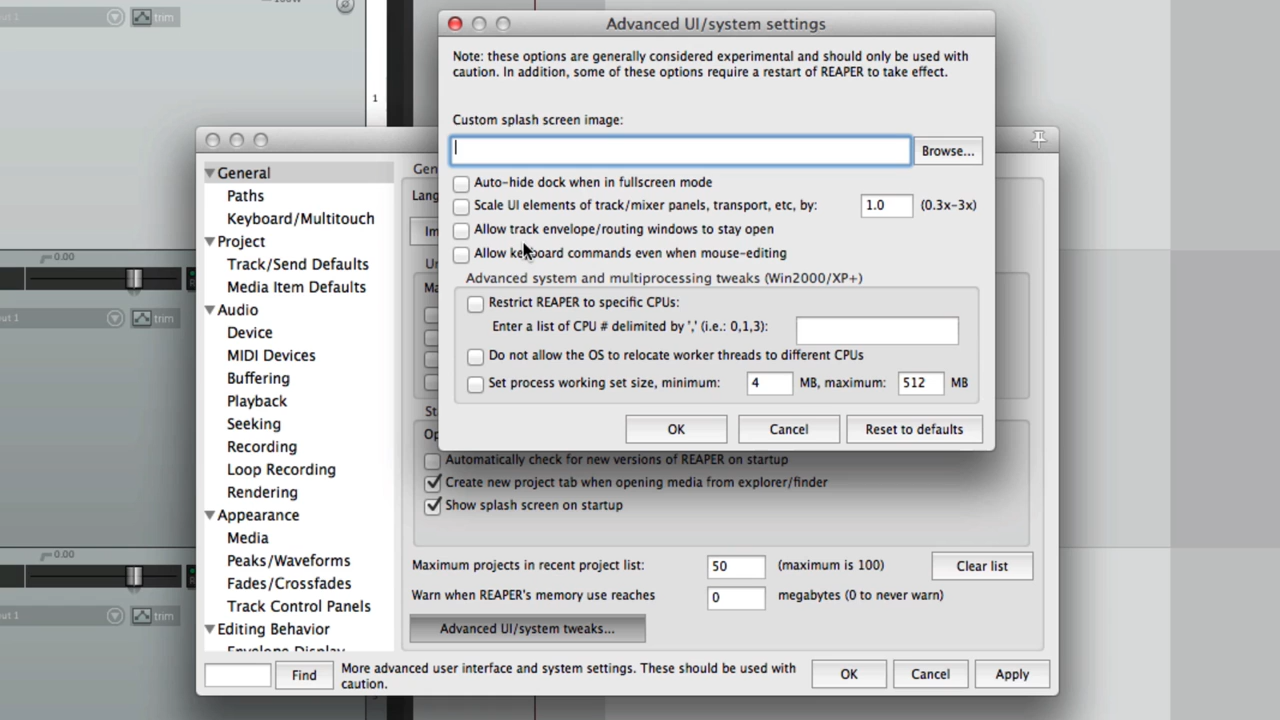 trim
1
Advanced UI/system settings
Note: these options are generally considered experimental and should only be used with
caution. In addition, some of these options require a restart of REAPER to take effect.
Custom splash screen image:
Browse...
Auto-hide dock when in fullscreen mode
Scale UI elements of track/mixer panels, transport, etc, by: 1.0 (0.3x-3x)
Allow track envelope/routing windows to stay open
Allow keyboard commands even when mouse-editing
Advanced system and multiprocessing tweaks (Win2000/XP+)
Restrict REAPER to specific CPUs:
Enter a list of CPU # delimited by ',' (i.e.: 0,1,3):
Do not allow the OS to relocate worker threads to different CPUs
Set process working set size, minimum: 4 MB, maximum: 512 MB
OK Cancel Reset to defaults
General
Paths
Keyboard/Multitouch
Project
Track/Send Defaults
Media Item Defaults
Audio
Device
MIDI Devices
Buffering
Playback
Seeking
Recording
Loop Recording
Rendering
Appearance
Media
Peaks/Waveforms
Fades/Crossfades
Track Control Panels
Editing Behavior
Automatically check for new versions of REAPER on startup
Create new project tab when opening media from explorer/finder
Show splash screen on startup
Maximum projects in recent project list: 50 (maximum is 100) Clear list
Warn when REAPER's memory use reaches 0 megabytes (0 to never warn)
Advanced UI/system tweaks...
Find
More advanced user interface and system settings. These should be used with
caution.
OK Cancel Apply
0.00
trim
0.00
trim